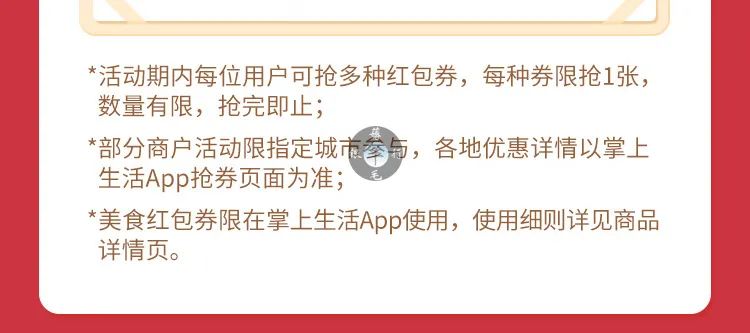 *活动期内每位用户可抢多种红包券，每种券限抢1张，
数量有限，抢完即止；
*部分商户活动限指定城市参与，各地优惠详情以掌上
生活App抢券页面为准；
*美食红包券限在掌上生活App使用，使用细则详见商品
详情页。